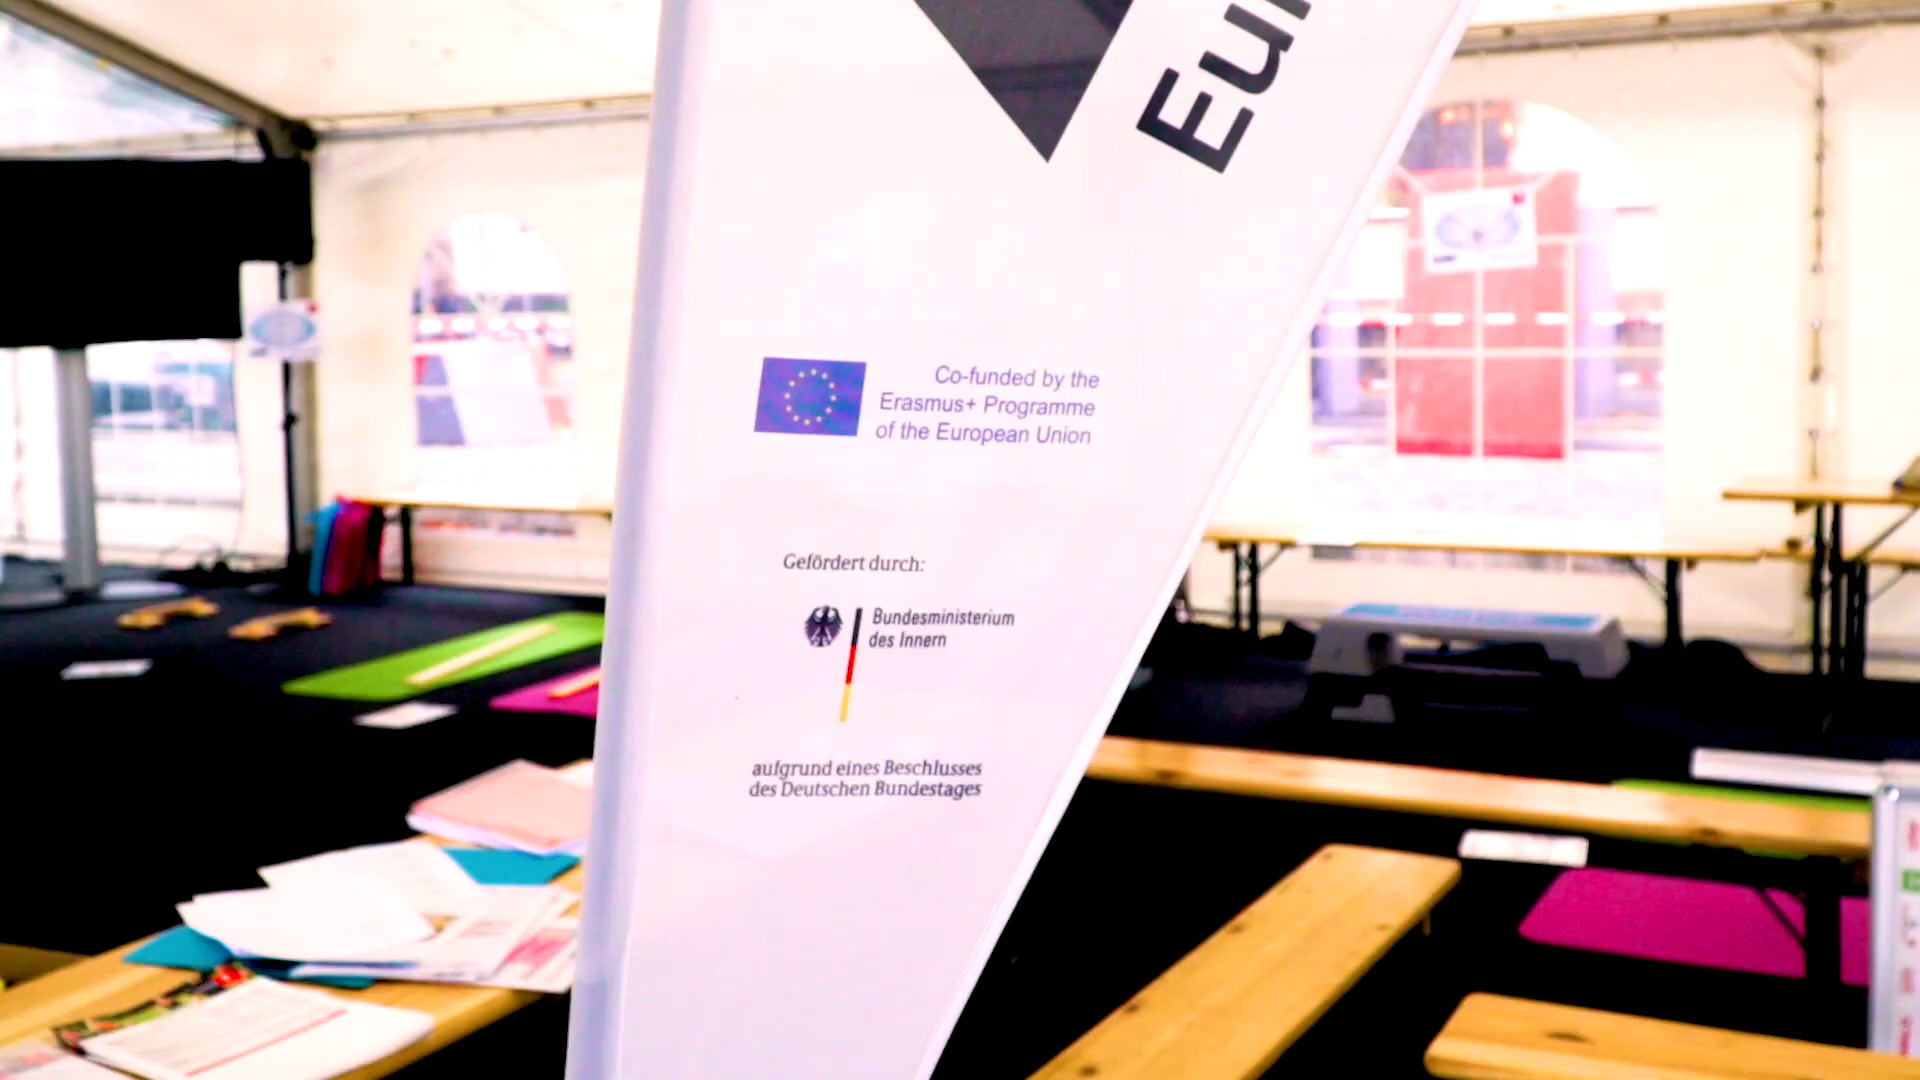 Eur
Co-funded by the
Erasmus+ Programme
of the European Union
Gefördert durch:
Bundesministerium
des Innern
aufgrund eines Beschlusses
des Deutschen Bundestages